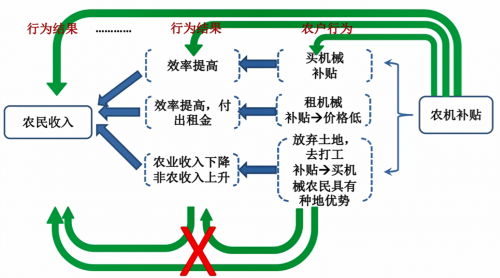 行为结果 ………… 行为结果 农户行为
效率提高
买机械
补贴
农民收入
效率提高，付
出租金
租机械
补贴→价格低
农机补贴
农业收入下降
非农收入上升
放弃土地，
去打工
补贴→买机
械农民具有
种地优势